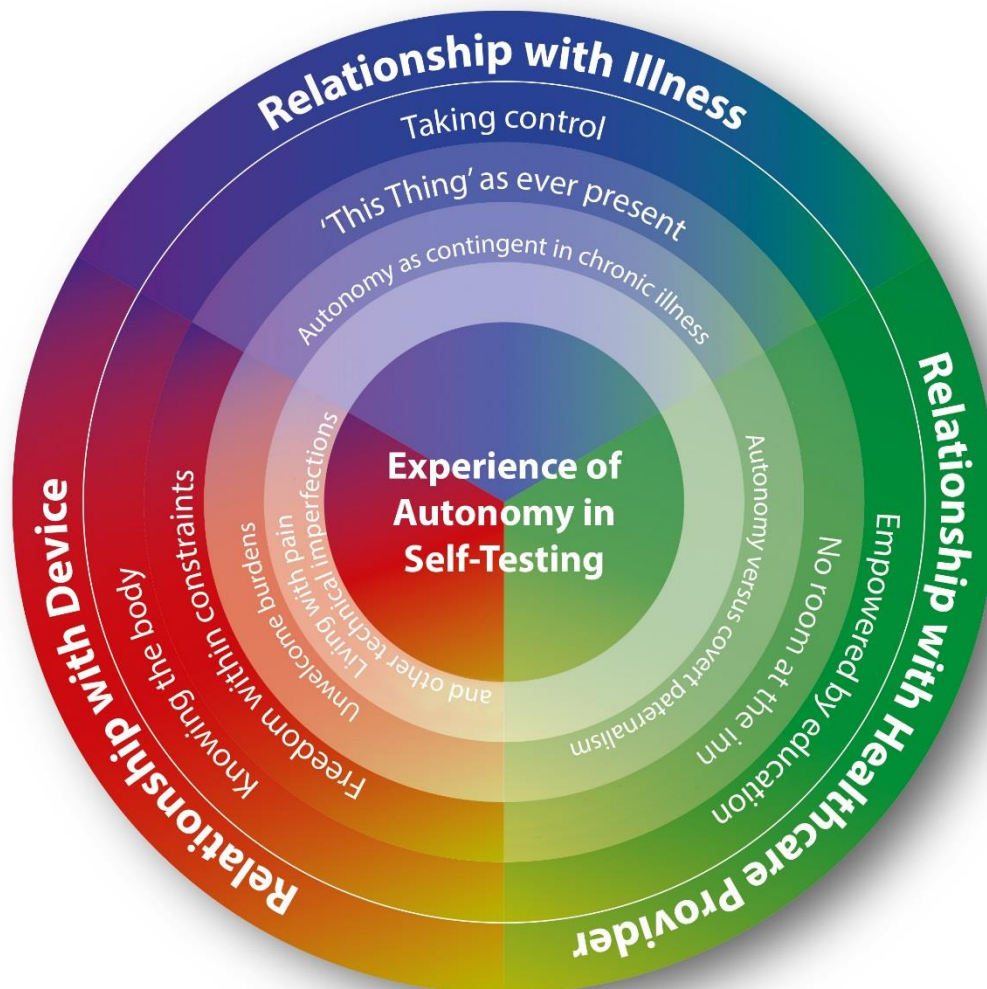 Relationship with Illness
Taking control
'This Thing' as ever present
Autonomy as contingent in chronic illness
Relationship with Healthcare Provider
Empowered by education
No room at the inn
Autonomy versus covert paternalism
Relationship with Device
Knowing the body
Freedom within constraints
Unwelcome burdens
Living with pain
and other technical imperfections
Experience of
Autonomy in
Self-Testing